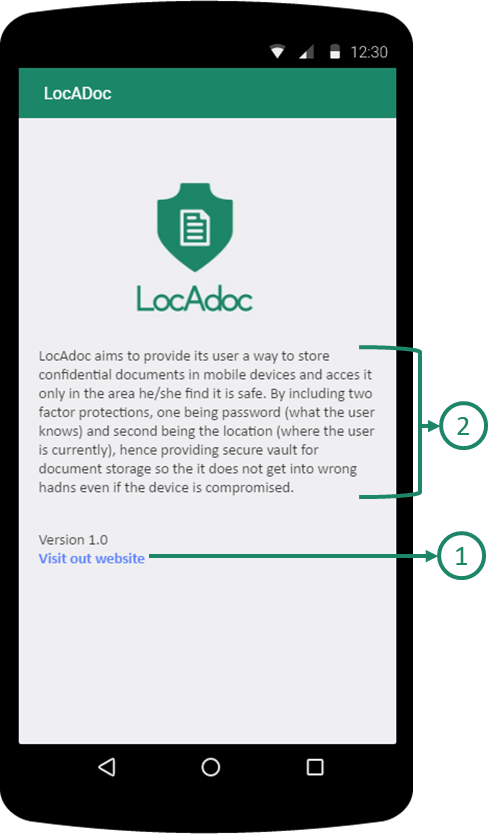 12:30
LocADoc
LocAdoc
LocAdoc aims to provide its user a way to store
confidential documents in mobile devices and acces it
only in the area he/she find it is safe. By including two
factor protections, one being password (what the user
knows) and second being the location (where the user
is currently), hence providing secure vault for
document storage so the it does not get into wrong
hadns even if the device is compromised.
2
Version 1.0
Visit out website
1